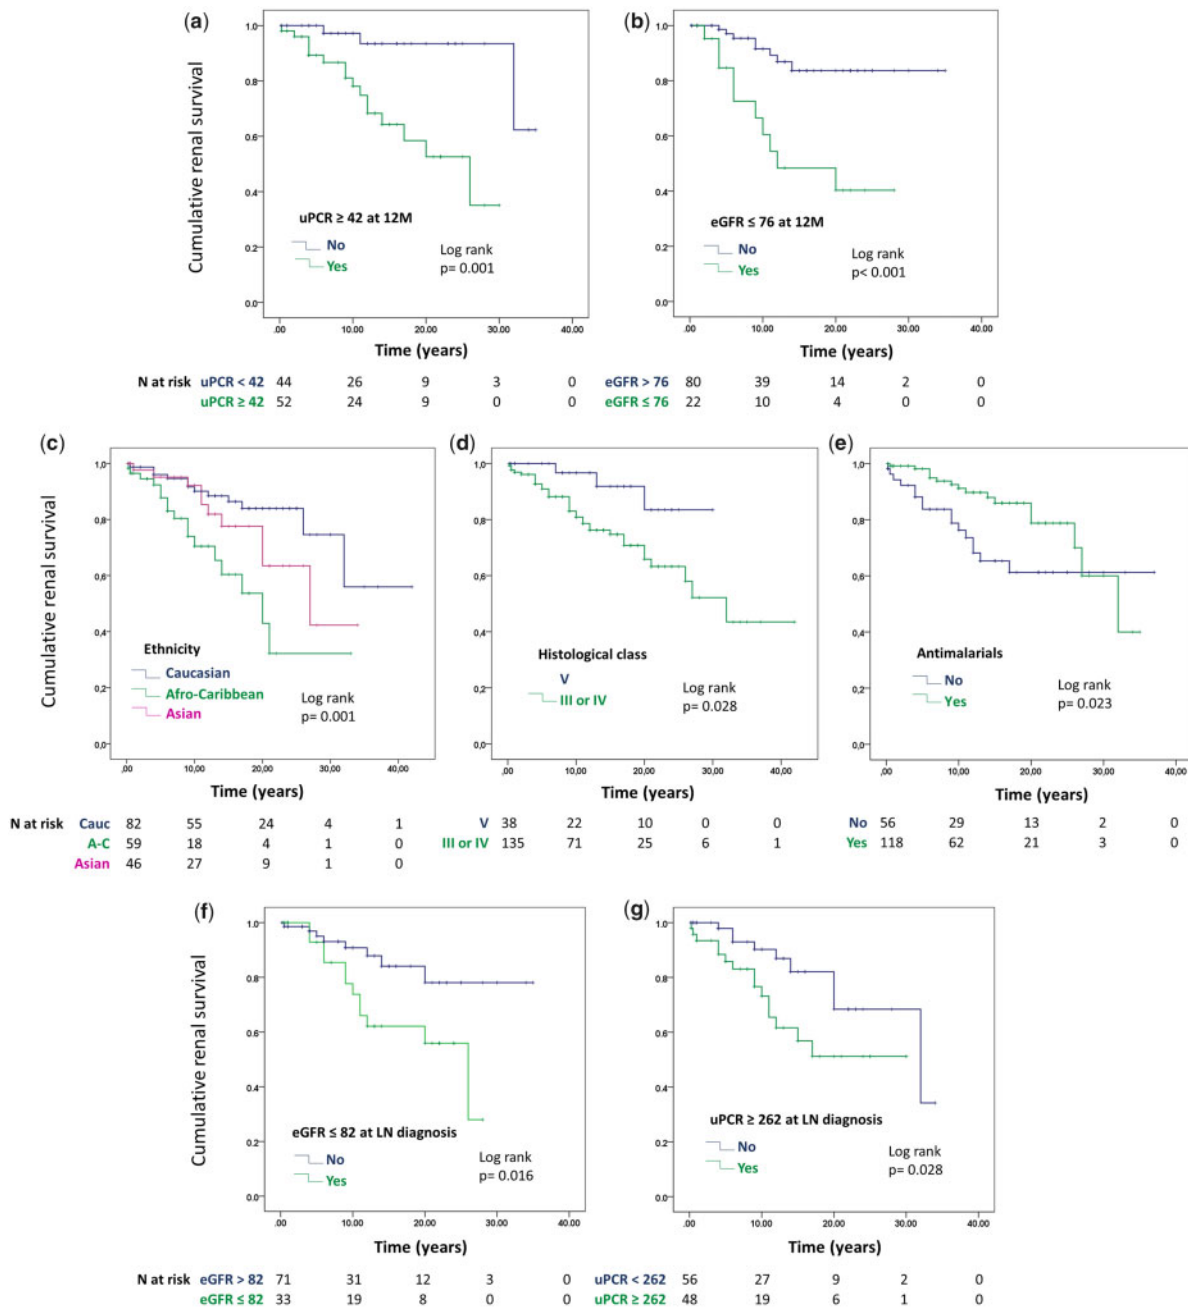 (a)
Cumulative renal survival
1.0
0.8
0.6
0.4
0.2
0.0
uPCR ≥ 42 at 12M
No
Yes
Log rank
p= 0.001
.00 10.00 20.00 30.00 40.00
Time (years)
N at risk uPCR < 42 44 26 9 3 0
uPCR ≥ 42 52 24 9 0 0
(b)
1.0
0.8
0.6
0.4
0.2
0.0
eGFR ≤ 76 at 12M
No
Yes
Log rank
p< 0.001
.00 10.00 20.00 30.00 40.00
Time (years)
eGFR > 76 80 39 14 2 0
eGFR ≤ 76 22 10 4 0 0
(c)
Cumulative renal survival
1,0
0,8
0,6
0,4
0,2
0,0
Ethnicity
Caucasian
Afro-Caribbean
Asian
Log rank
p= 0.001
,00 10,00 20,00 30,00 40,00
Time (years)
N at risk Cauc 82 55 24 4 1
A-C 59 18 4 1 0
Asian 46 27 9 1 0
(d)
1,0
0,8
0,6
0,4
0,2
0,0
Histological class
V
III or IV
Log rank
p= 0.028
,00 10,00 20,00 30,00 40,00
Time (years)
V 38 22 10 0 0
III or IV 135 71 25 6 1
(e)
1,0
0,8
0,6
0,4
0,2
0,0
Antimalarials
No
Yes
Log rank
p= 0.023
,00 10,00 20,00 30,00 40,00
Time (years)
No 56 29 13 2 0
Yes 118 62 21 3 0
(f)
Cumulative renal survival
1.0
0.8
0.6
0.4
0.2
0.0
eGFR ≤ 82 at LN diagnosis
No
Yes
Log rank
p= 0.016
.00 10.00 20.00 30.00 40.00
Time (years)
N at risk eGFR > 82 71 31 12 3 0
eGFR ≤ 82 33 19 8 0 0
(g)
1.0
0.8
0.6
0.4
0.2
0.0
uPCR ≥ 262 at LN diagnosis
No
Yes
Log rank
p= 0.028
.00 10.00 20.00 30.00 40.00
Time (years)
uPCR < 262 56 27 9 2 0
uPCR ≥ 262 48 19 6 1 0